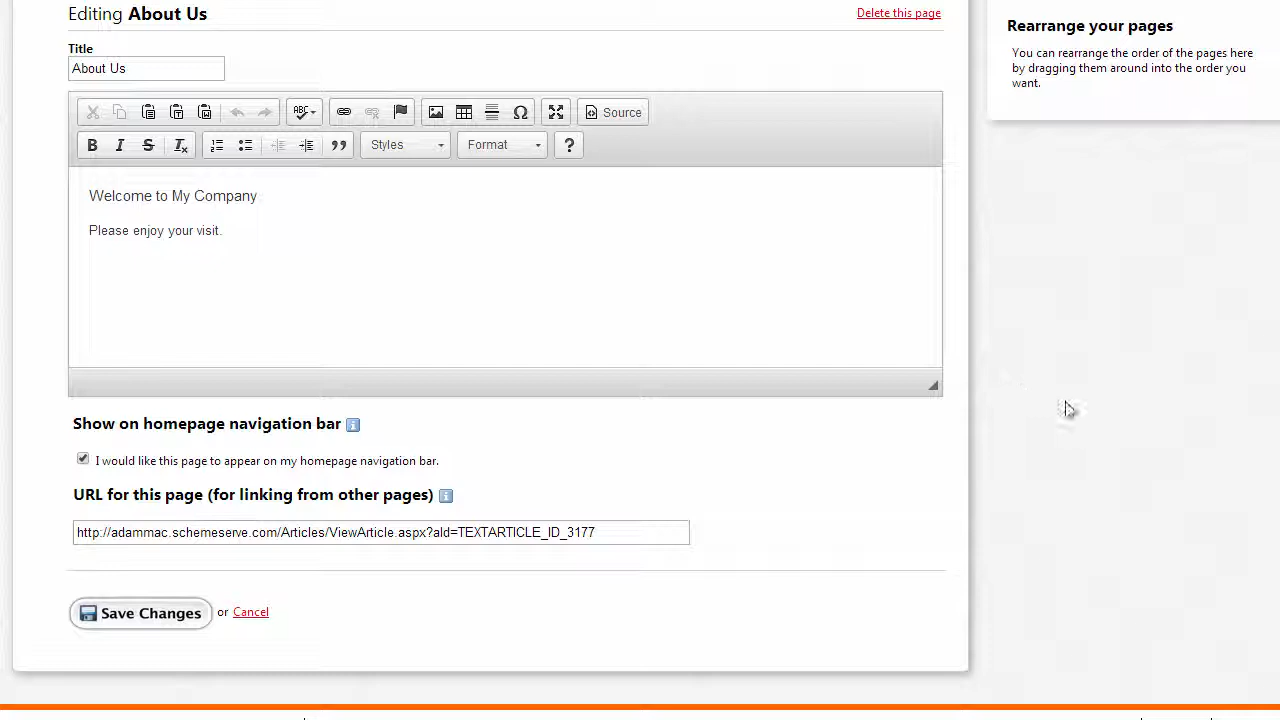 Editing About Us
Delete this page
Title
About Us
ABC
Source
Styles
Format
?
Welcome to My Company
Please enjoy your visit.
Show on homepage navigation bar
I would like this page to appear on my homepage navigation bar.
URL for this page (for linking from other pages)
http://adammac.schemeserve.com/Articles/ViewArticle.aspx?aId=TEXTARTICLE_ID_3177
Save Changes or Cancel
Rearrange your pages
You can rearrange the order of the pages here
by dragging them around into the order you
want.